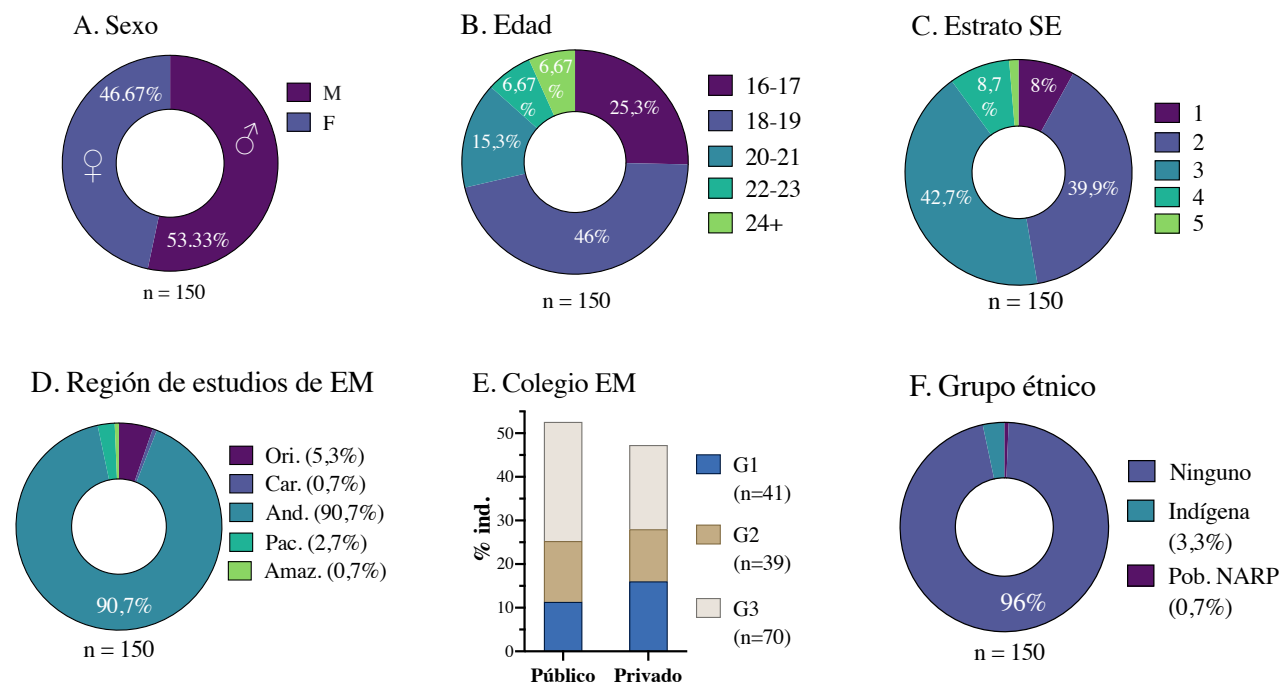 A. Sexo
46.67%
53.33%
M
F
n = 150
B. Edad
6,67
%
6,67
%
25,3%
15,3%
46%
16-17
18-19
20-21
22-23
24+
n = 150
C. Estrato SE
8,7
%
8%
39,9%
42,7%
1
2
3
4
5
n = 150
D. Región de estudios de EM
90,7%
Ori. (5,3%)
Car. (0,7%)
And. (90,7%)
Pac. (2,7%)
Amaz. (0,7%)
n = 150
E. Colegio EM
% ind.
50
40
30
20
10
0
Público
Privado
G1
(n=41)
G2
(n=39)
G3
(n=70)
F. Grupo étnico
96%
Ninguno
Indígena
(3,3%)
Pob. NARP
(0,7%)
n = 150